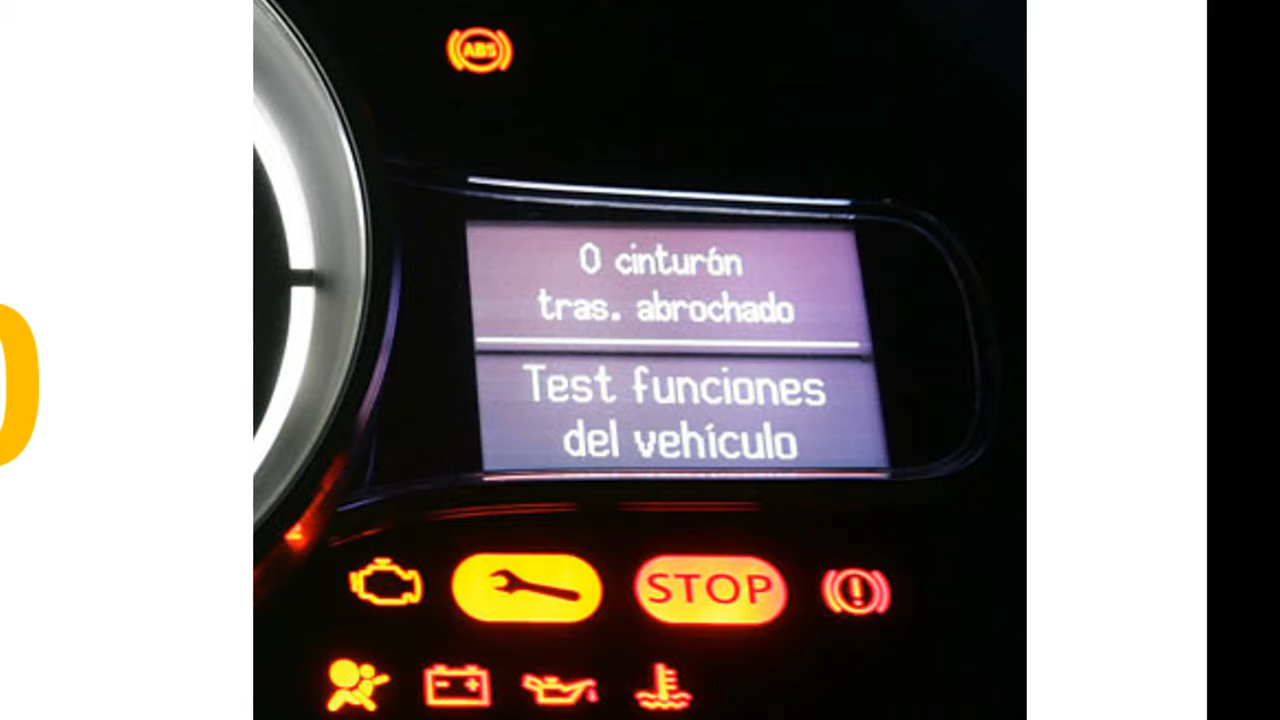 ABS
0 cinturón
tras. abrochado
Test funciones
del vehículo
STOP